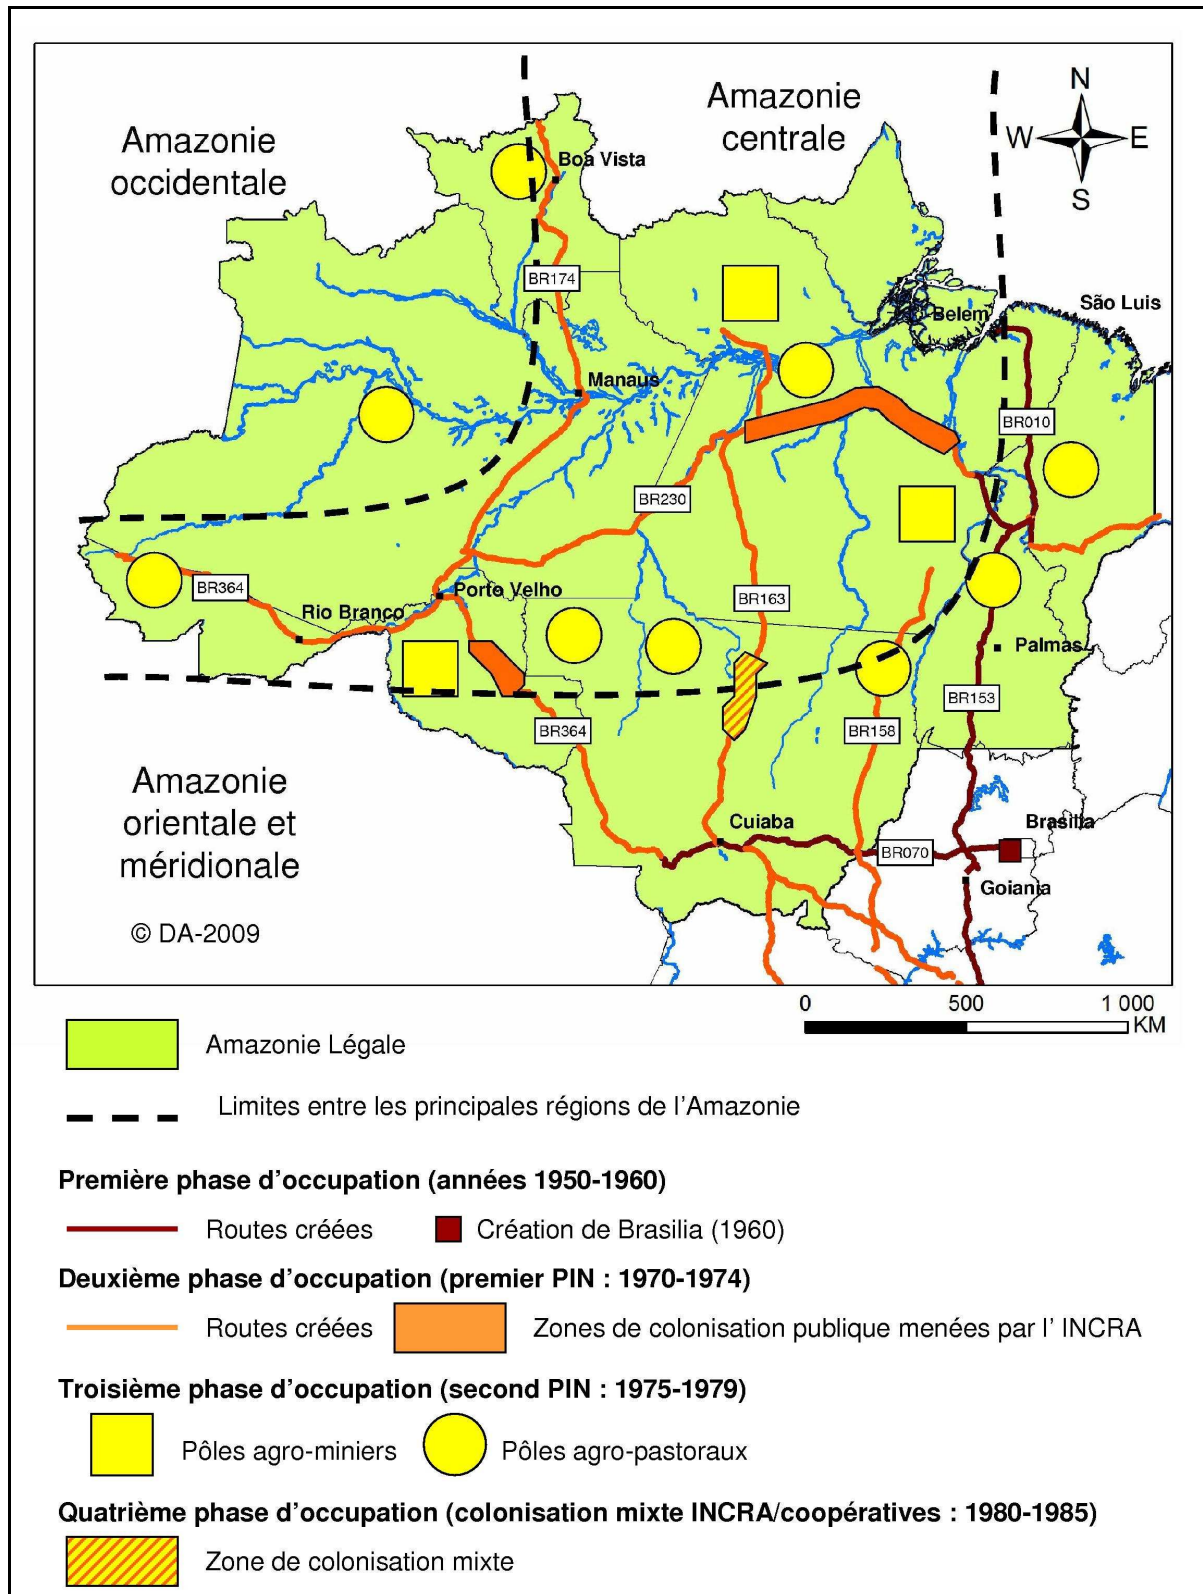 Amazonie
occidentale
Amazonie
centrale
N
W
E
S
Boa Vista
BR174
São Luis
Belem
Manaus
BR010
BR230
BR364
BR163
Porto Velho
Rio Branco
Palmas
BR153
BR364
BR158
Amazonie
orientale et
méridionale
Cuiaba
Brasilia
BR070
Goiania
© DA-2009
0 500 1 000
KM
Amazonie Légale
Limites entre les principales régions de l'Amazonie
Première phase d'occupation (années 1950-1960)
Routes créées Création de Brasilia (1960)
Deuxième phase d'occupation (premier PIN : 1970-1974)
Routes créées Zones de colonisation publique menées par l' INCRA
Troisième phase d'occupation (second PIN : 1975-1979)
Pôles agro-miniers Pôles agro-pastoraux
Quatrième phase d'occupation (colonisation mixte INCRA/coopératives : 1980-1985)
Zone de colonisation mixte